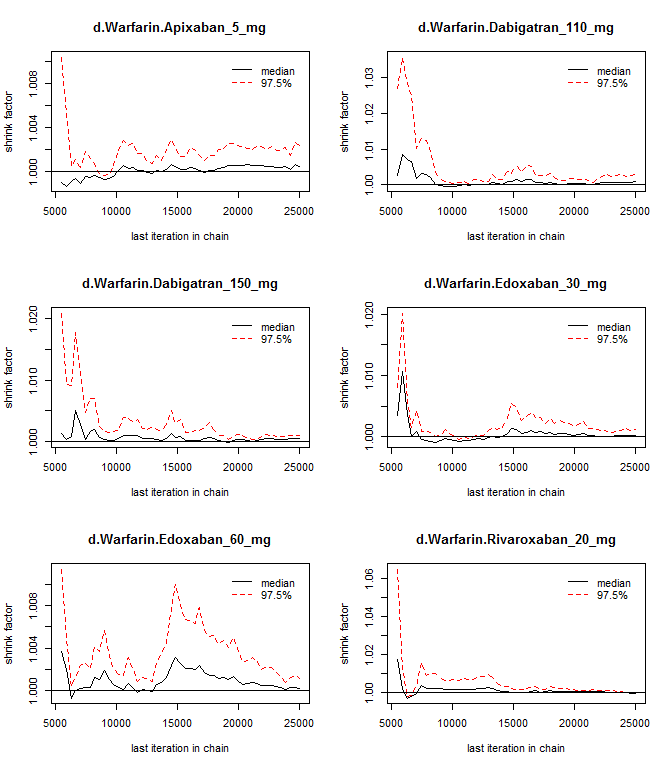 d.Warfarin.Apixaban_5_mg
shrink factor
1.000 1.004 1.008
median
97.5%
5000 10000 15000 20000 25000
last iteration in chain
d.Warfarin.Dabigatran_110_mg
shrink factor
1.00 1.01 1.02 1.03
median
97.5%
5000 10000 15000 20000 25000
last iteration in chain
d.Warfarin.Dabigatran_150_mg
shrink factor
1.000 1.010 1.020
median
97.5%
5000 10000 15000 20000 25000
last iteration in chain
d.Warfarin.Edoxaban_30_mg
shrink factor
1.000 1.010 1.020
median
97.5%
5000 10000 15000 20000 25000
last iteration in chain
d.Warfarin.Edoxaban_60_mg
shrink factor
1.000 1.004 1.008
median
97.5%
5000 10000 15000 20000 25000
last iteration in chain
d.Warfarin.Rivaroxaban_20_mg
shrink factor
1.00 1.02 1.04 1.06
median
97.5%
5000 10000 15000 20000 25000
last iteration in chain